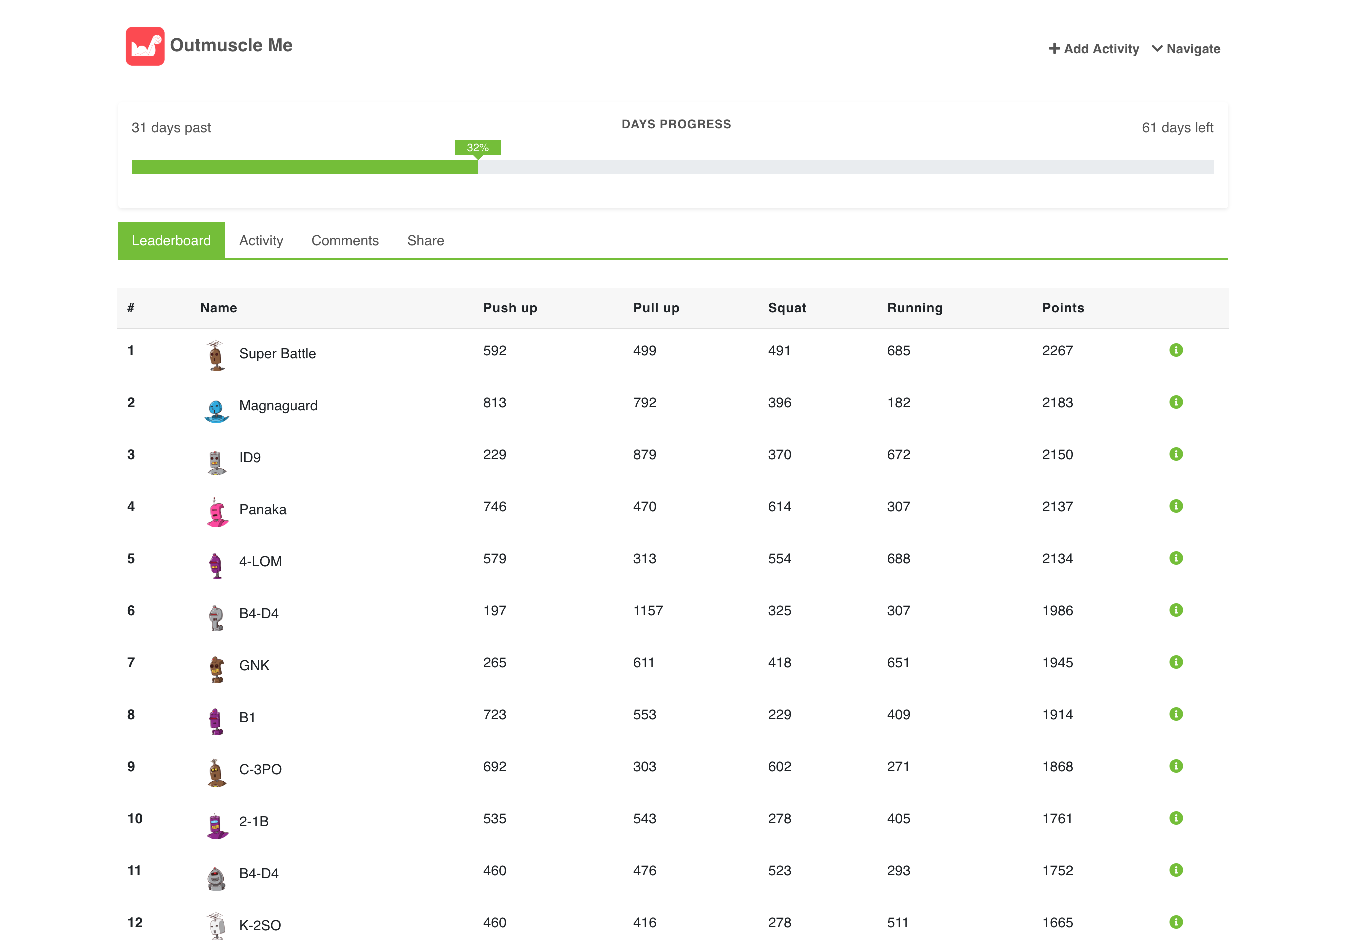 Outmuscle Me
Add Activity Navigate
31 days past DAYS PROGRESS 61 days left
32%
Leaderboard Activity Comments Share
# Name Push up Pull up Squat Running Points
1 Super Battle 592 499 491 685 2267
2 Magnaguard 813 792 396 182 2183
3 ID9 229 879 370 672 2150
4 Panaka 746 470 614 307 2137
5 4-LOM 579 313 554 688 2134
6 B4-D4 197 1157 325 307 1986
7 GNK 265 611 418 651 1945
8 B1 723 553 229 409 1914
9 C-3PO 692 303 602 271 1868
10 2-1B 535 543 278 405 1761
11 B4-D4 460 476 523 293 1752
12 K-2SO 460 416 278 511 1665